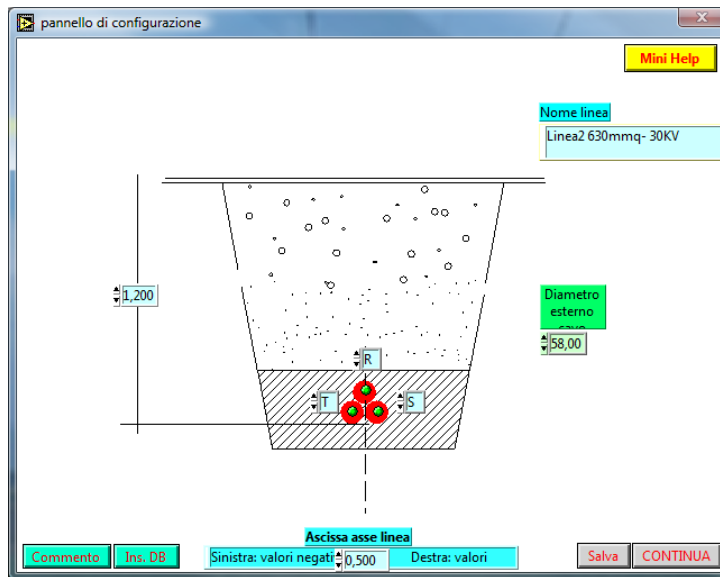 pannello di configurazione
Mini Help
Nome linea
Linea2 630mmq- 30KV
1,200
Diametro
esterno
58,00
R
T
S
Ascissa asse linea
Commento
Ins. DB
Sinistra: valori negati
0,500
Destra: valori
Salva
CONTINUA